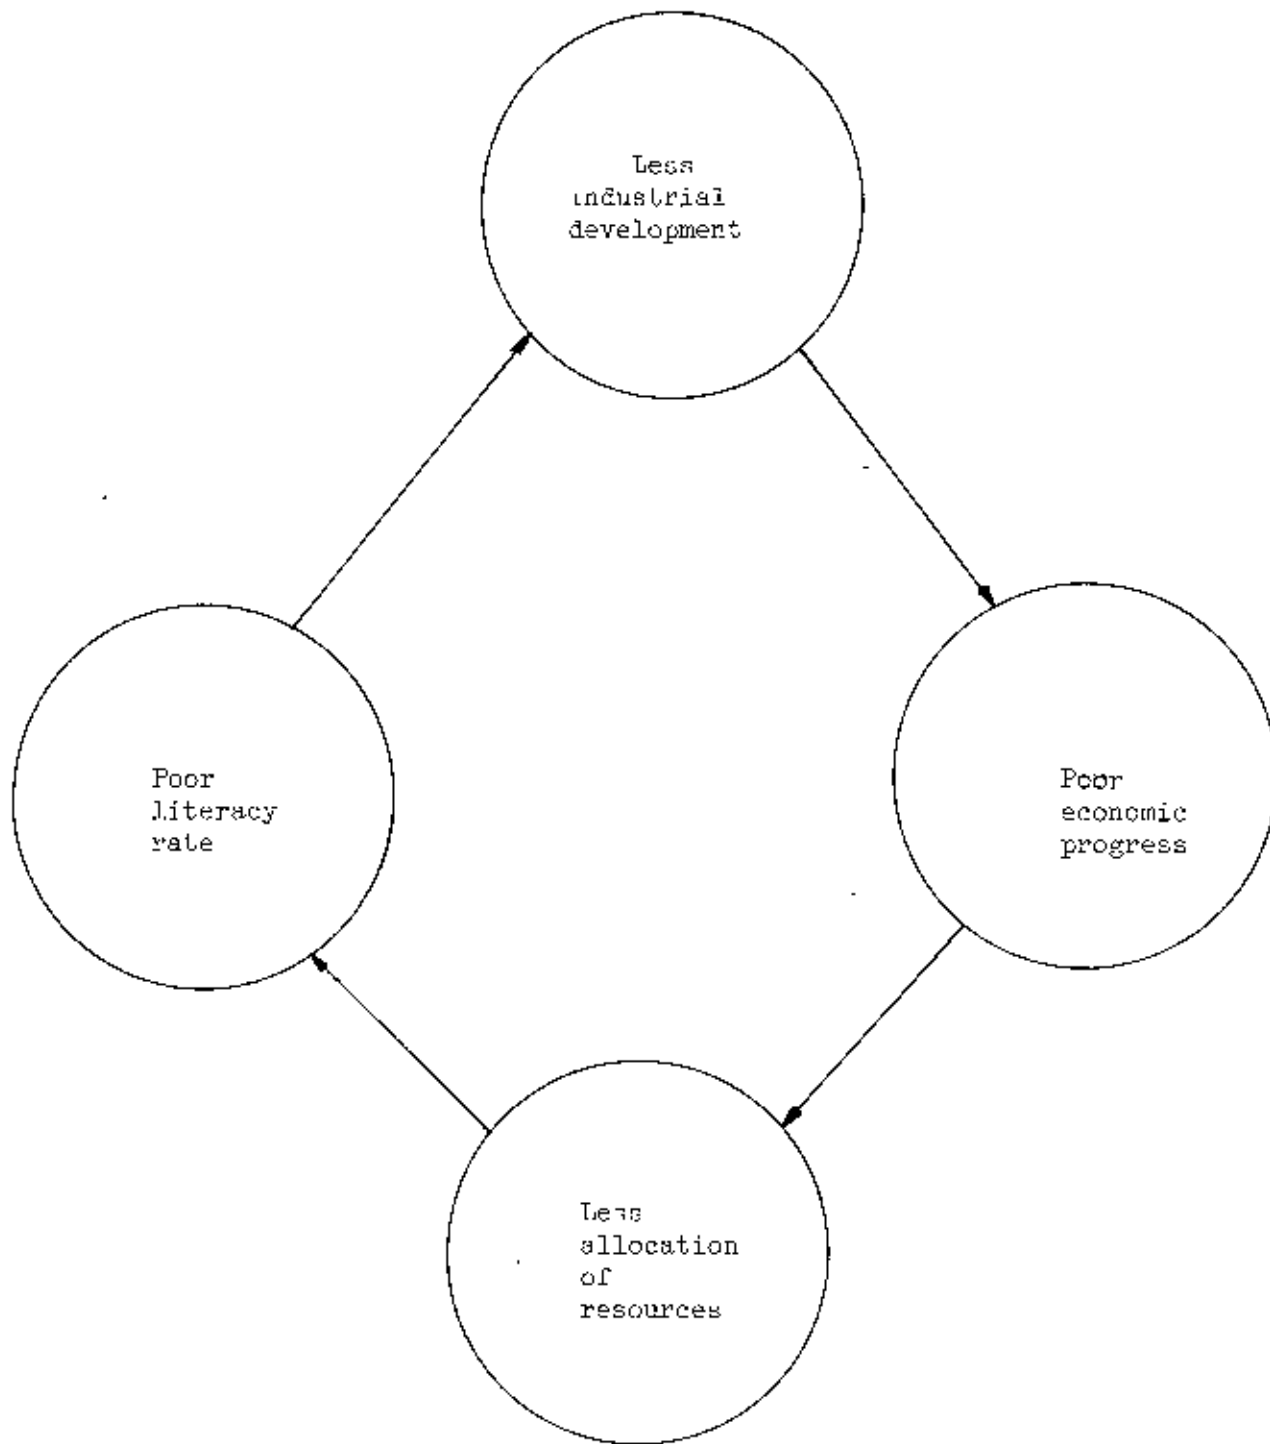 Less
industrial
development
Poor
literacy
rate
Poor
economic
progress
Less
allocation
of
resources